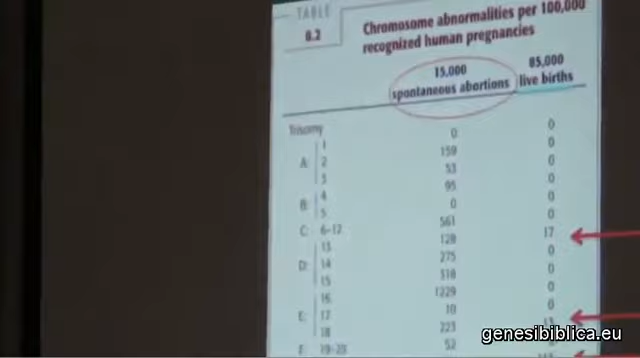 TABLE
8.2
Chromosome abnormalities per 100,000
recognized human pregnancies
15,000
spontaneous abortions
85,000
live births
Trisomy
A: 1 0 0
2 159 0
3 53 0
B: 4 95 0
5 0 0
C: 6-12 561 0
D: 13 128 17
14 275 0
15 318 0
E: 16 1229 0
17 10 0
18 223 13
F: 19-20 52
genesibiblica.eu